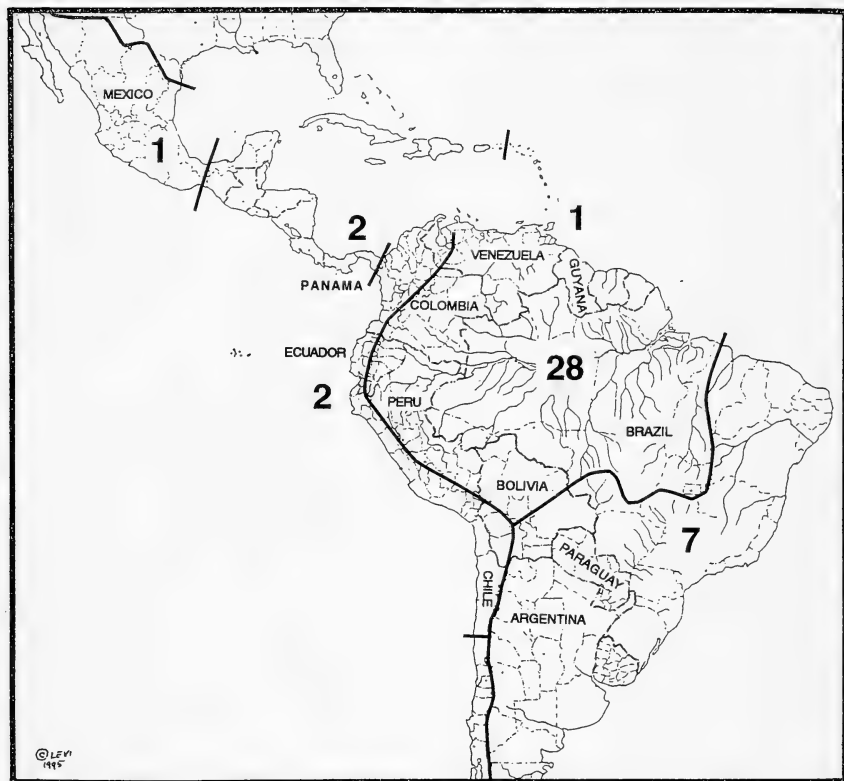 MEXICO
1
2
1
VENEZUELA
GUYANA
PANAMA
COLOMBIA
ECUADOR
28
2
PERU
BRAZIL
BOLIVIA
7
PARAGUAY
CHILE
ARGENTINA
© LEVI
1995